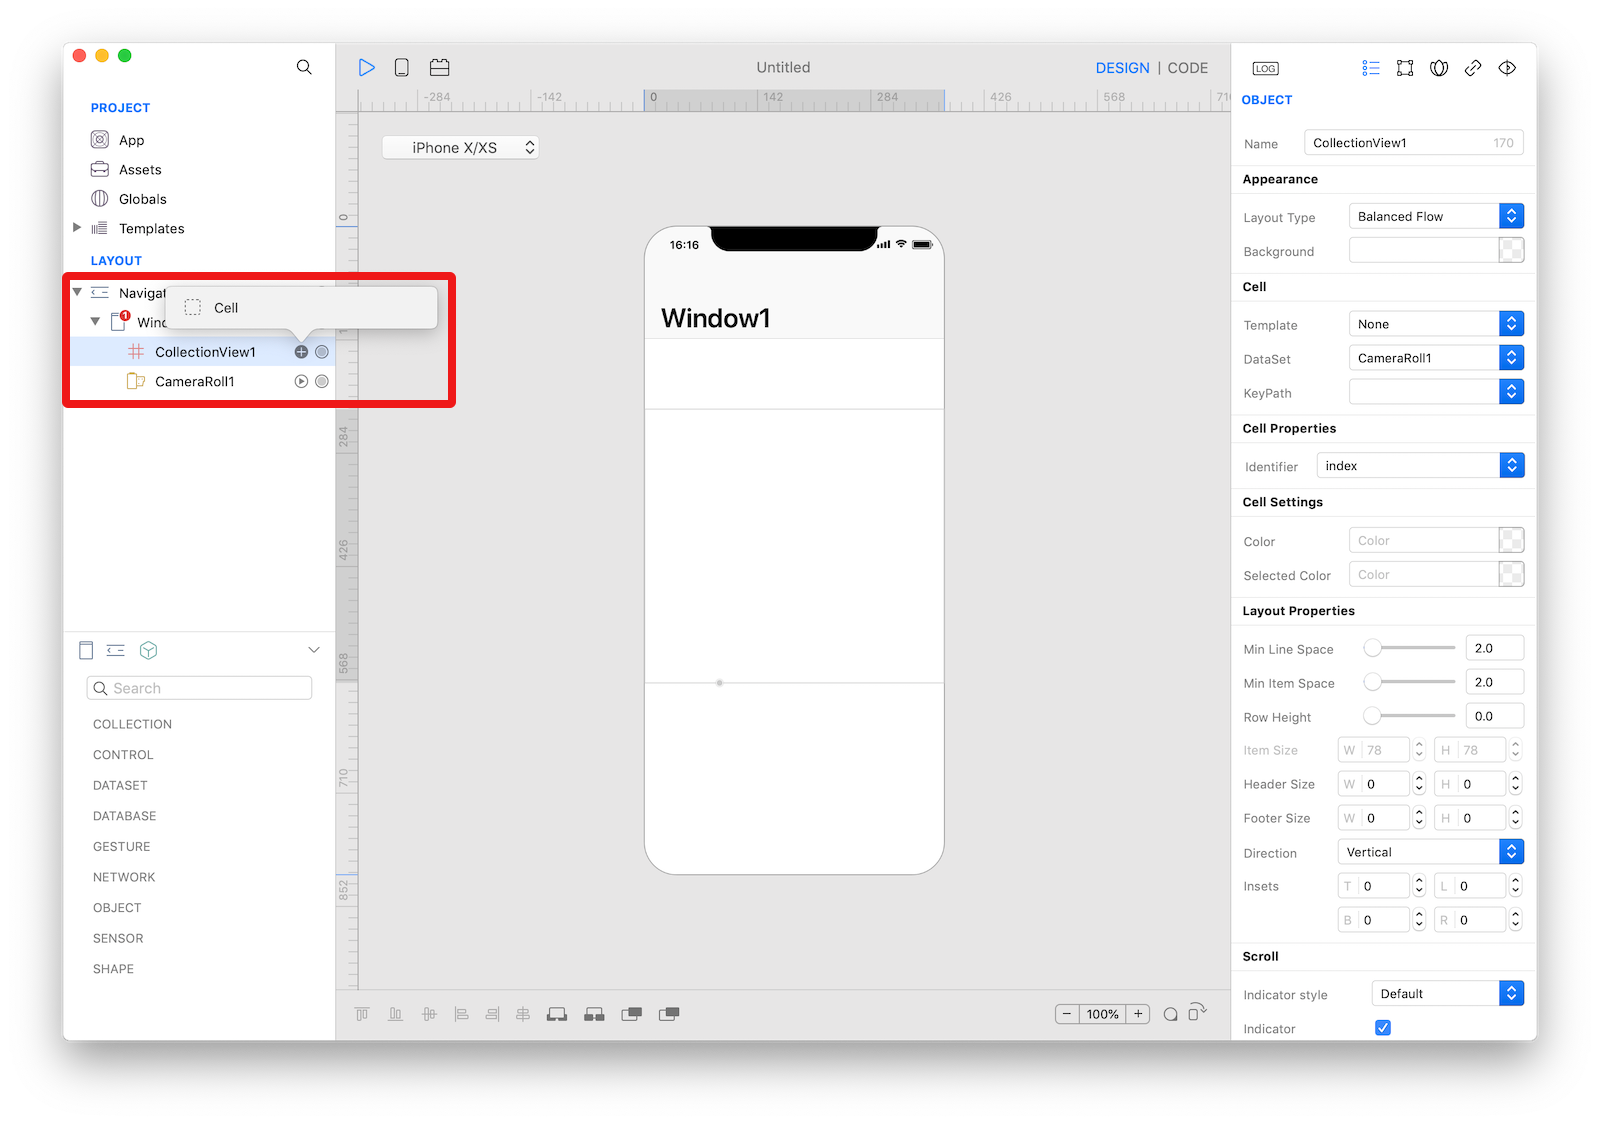 Untitled
DESIGN | CODE
LOG
PROJECT
App
Assets
Globals
Templates
LAYOUT
Navigat
Cell
1
Wind
CollectionView1
CameraRoll1
Search
COLLECTION
CONTROL
DATASET
DATABASE
GESTURE
NETWORK
OBJECT
SENSOR
SHAPE
-284 -142 0 142 284 426 568 710
0
284
426
568
710
852
iPhone X/XS
16:16
Window1
100%
OBJECT
Name CollectionView1 170
Appearance
Layout Type Balanced Flow
Background
Cell
Template None
DataSet CameraRoll1
KeyPath
Cell Properties
Identifier index
Cell Settings
Color Color
Selected Color Color
Layout Properties
Min Line Space 2.0
Min Item Space 2.0
Row Height 0.0
Item Size W 78 H 78
Header Size W 0 H 0
Footer Size W 0 H 0
Direction Vertical
Insets T 0 L 0
B 0 R 0
Scroll
Indicator style Default
Indicator